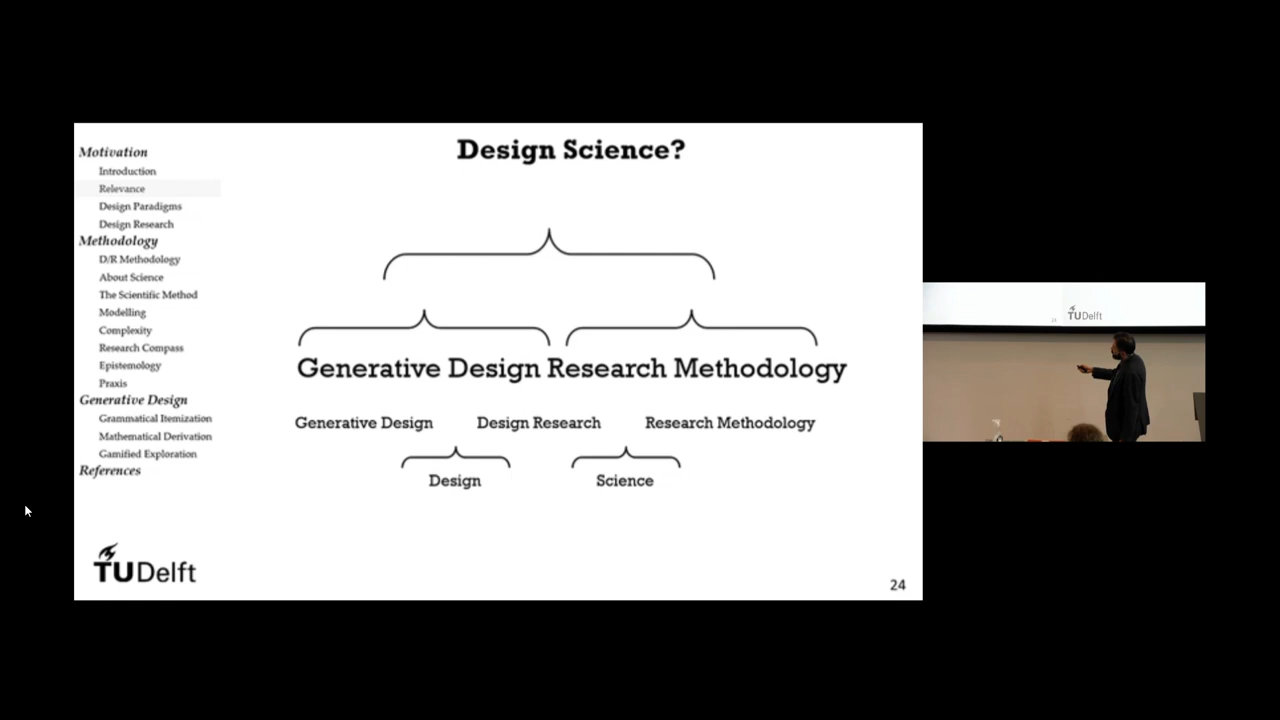 Design Science?
Motivation
Introduction
Relevance
Design Paradigms
Design Research
Methodology
D/R Methodology
About Science
The Scientific Method
Modelling
Complexity
Research Compass
Epistemology
Praxis
Generative Design
Grammatical Itemization
Mathematical Derivation
Gamified Exploration
References
Generative Design Research Methodology
Generative Design Design Research Research Methodology
Design Science
TUDelft
24
24
TUDelft